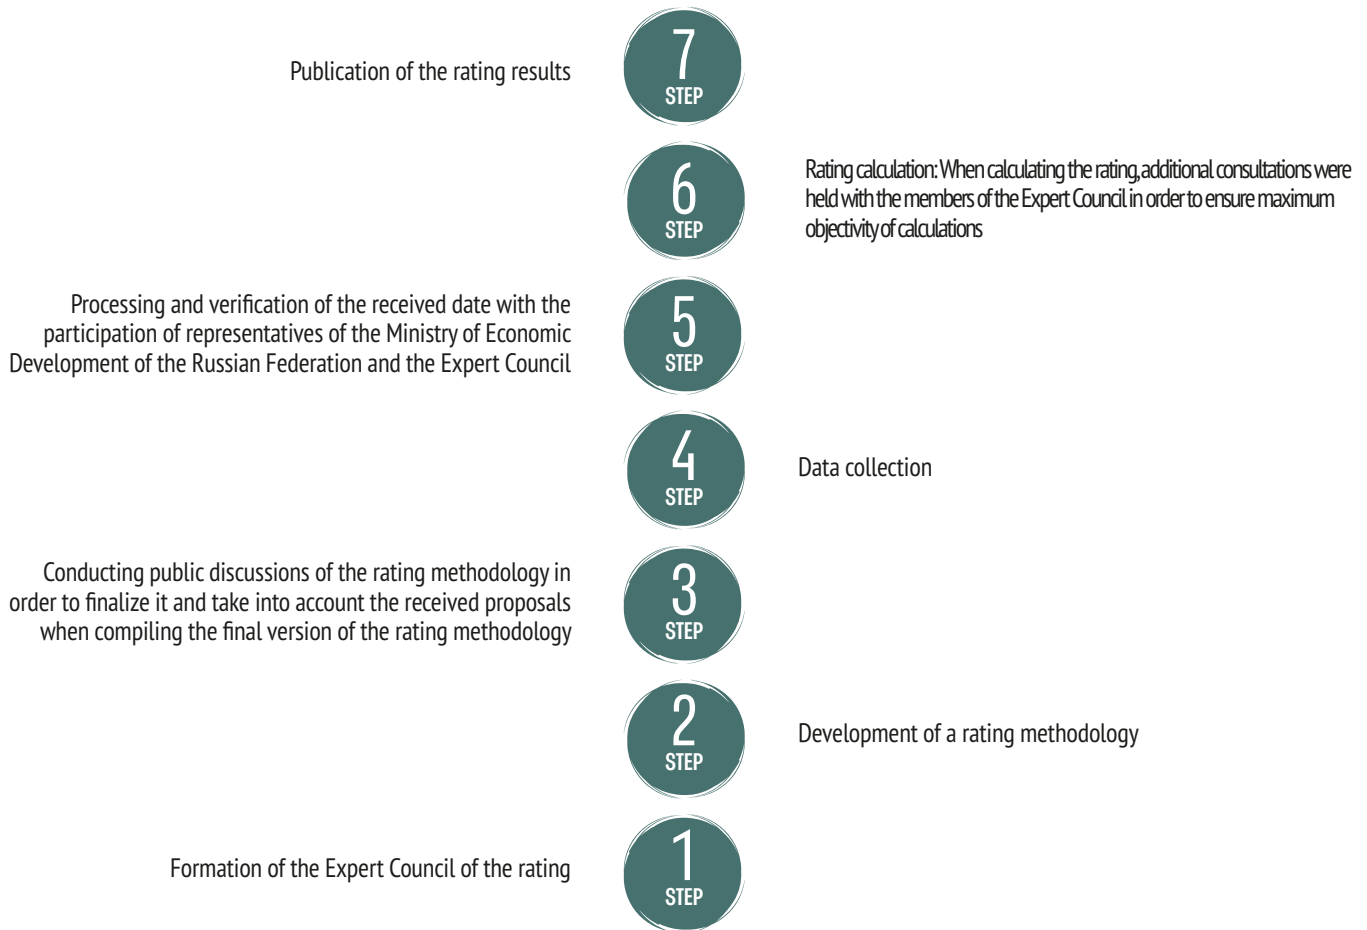 Publication of the rating results
7
STEP
6
STEP
Rating calculation: When calculating the rating, additional consultations were
held with the members of the Expert Council in order to ensure maximum
objectivity of calculations
Processing and verification of the received date with the
participation of representatives of the Ministry of Economic
Development of the Russian Federation and the Expert Council
5
STEP
4
STEP
Data collection
Conducting public discussions of the rating methodology in
order to finalize it and take into account the received proposals
when compiling the final version of the rating methodology
3
STEP
2
STEP
Development of a rating methodology
Formation of the Expert Council of the rating
1
STEP